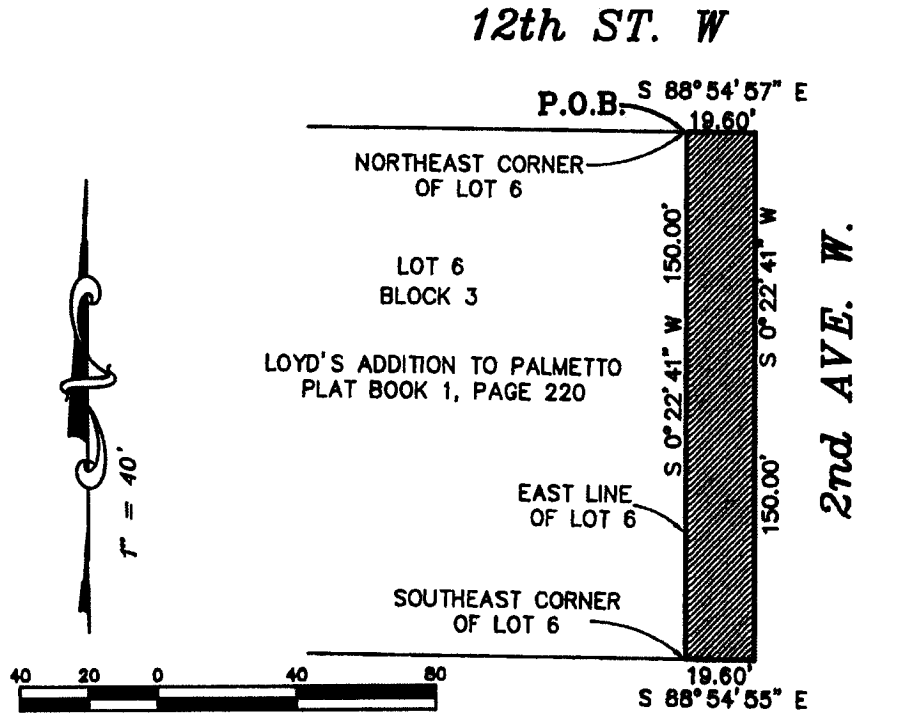 12th ST. W
P.O.B.
S 88°54'57" E
19.60'
NORTHEAST CORNER
OF LOT 6
LOT 6
BLOCK 3
LOYD'S ADDITION TO PALMETTO
PLAT BOOK 1, PAGE 220
S 0°22'41" W 150.00'
S 0°22'41" W
150.00'
2nd AVE. W.
1" = 40'
EAST LINE
OF LOT 6
SOUTHEAST CORNER
OF LOT 6
40 20 0 40 80
19.60'
S 88°54'55" E